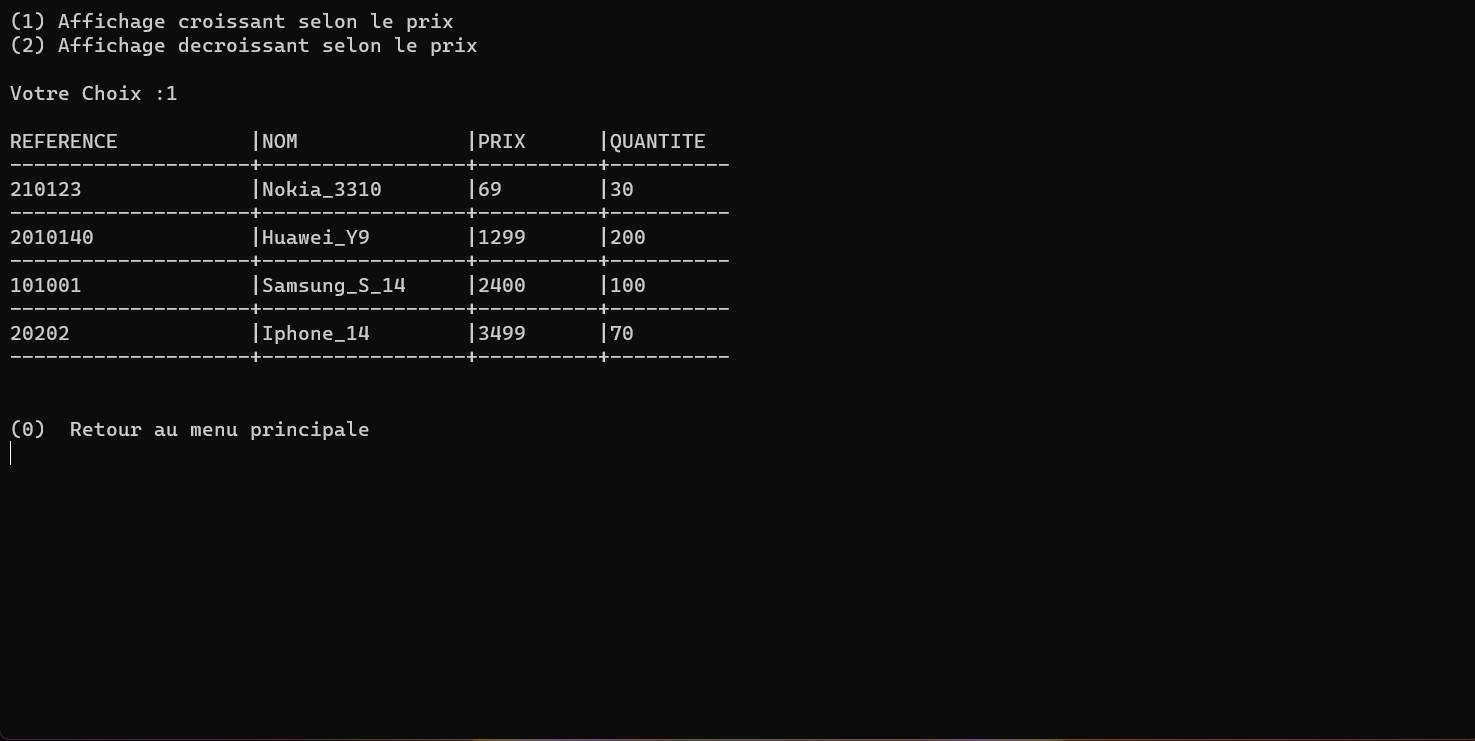 (1) Affichage croissant selon le prix
(2) Affichage decroissant selon le prix
Votre Choix :1
REFERENCE           |NOM              |PRIX      |QUANTITE
--------------------+-----------------+----------+----------
210123              |Nokia_3310       |69        |30
--------------------+-----------------+----------+----------
2010140             |Huawei_Y9        |1299      |200
--------------------+-----------------+----------+----------
101001              |Samsung_S_14     |2400      |100
--------------------+-----------------+----------+----------
20202               |Iphone_14        |3499      |70
--------------------+-----------------+----------+----------
(0)  Retour au menu principale